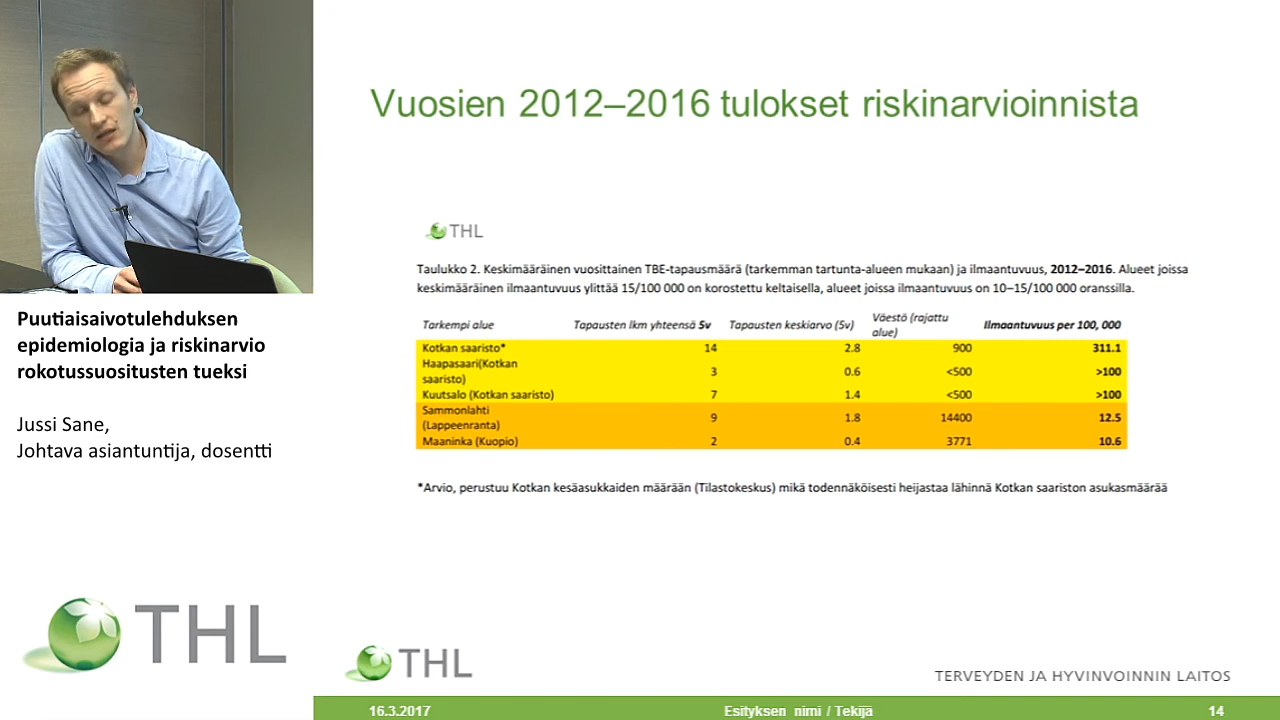 Vuosien 2012–2016 tulokset riskinarvioinnista
THL
Taulukko 2. Keskimääräinen vuosittainen TBE-tapausmäärä (tarkemman tartunta-alueen mukaan) ja ilmaantuvuus, 2012–2016. Alueet joissa
keskimääräinen ilmaantuvuus ylittää 15/100 000 on korostettu keltaisella, alueet joissa ilmaantuvuus on 10–15/100 000 oranssilla.
Tarkempi alue Tapausten lkm yhteensä 5v Tapausten keskiarvo (5v) Väestö (rajattu alue) Ilmaantuvuus per 100, 000
Kotkan saaristo* 14 2.8 900 311.1
Haapasaari(Kotkan saaristo) 3 0.6 <500 >100
Kuutsalo (Kotkan saaristo) 7 1.4 <500 >100
Sammonlahti (Lappeenranta) 9 1.8 14400 12.5
Maaninka (Kuopio) 2 0.4 3771 10.6
*Arvio, perustuu Kotkan kesäasukkaiden määrään (Tilastokeskus) mikä todennäköisesti heijastaa lähinnä Kotkan saariston asukasmäärää
Puutiaisaivotulehduksen
epidemiologia ja riskinarvio
rokotussuositusten tueksi
Jussi Sane,
Johtava asiantuntija, dosentti
THL
THL
TERVEYDEN JA HYVINVOINNIN LAITOS
16.3.2017 Esityksen nimi / Tekijä 14